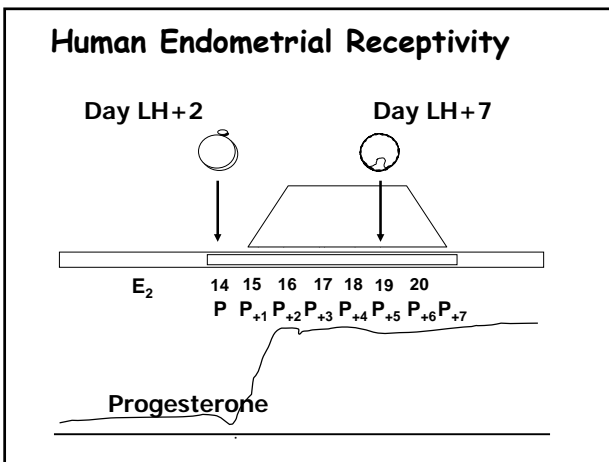 Human Endometrial Receptivity
Day LH+2 Day LH+7
E₂ 14 15 16 17 18 19 20
P P₊₁ P₊₂ P₊₃ P₊₄ P₊₅ P₊₆ P₊₇
Progesterone